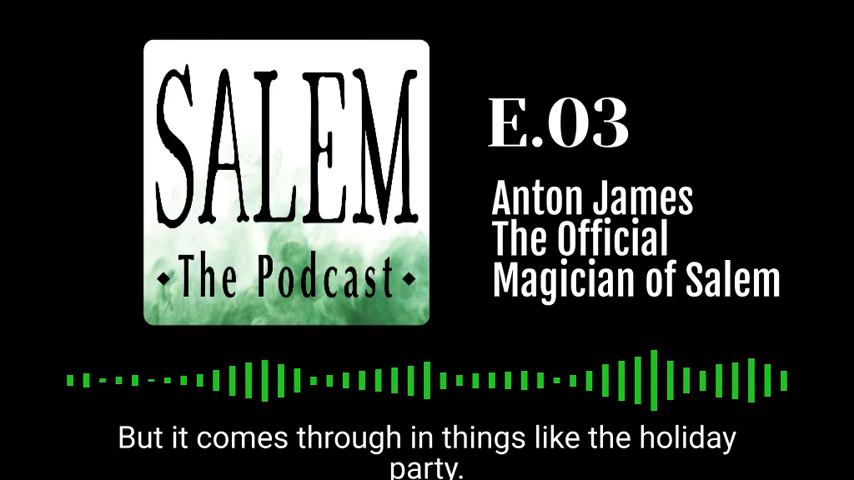 SALEM
◆The Podcast◆
E.03
Anton James
The Official
Magician of Salem
But it comes through in things like the holiday
party.